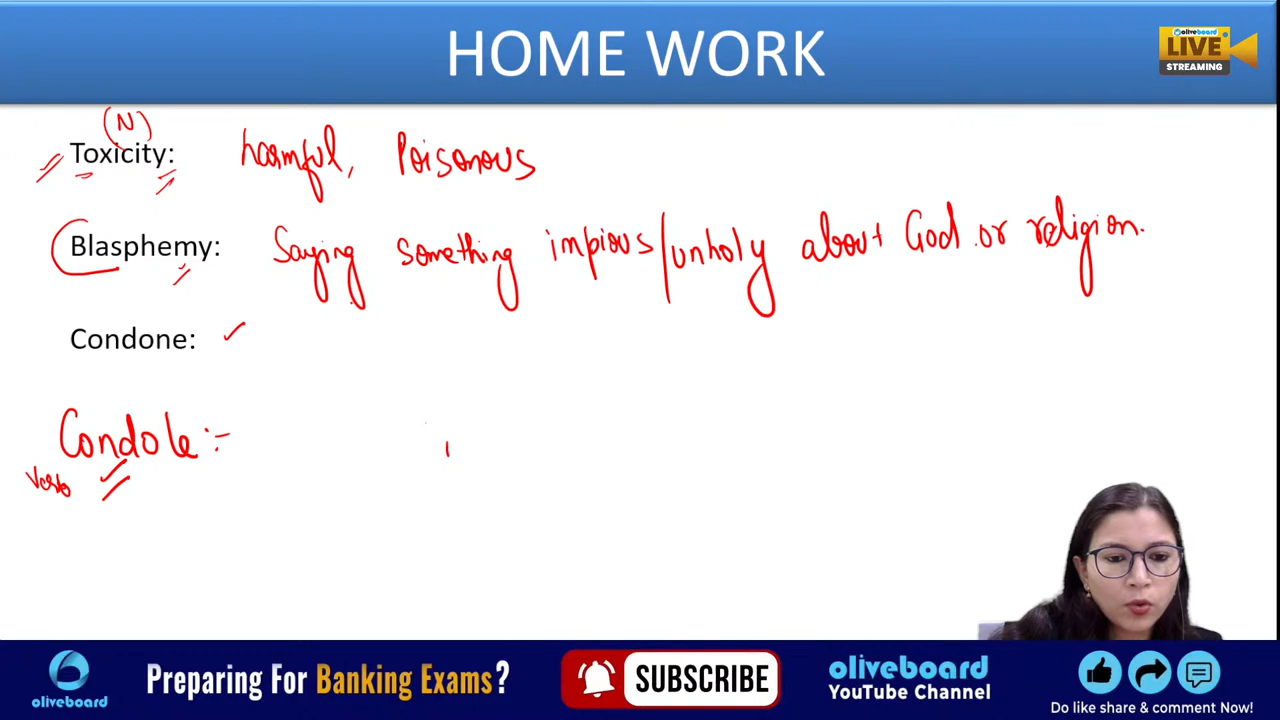 HOME WORK
oliveboard
LIVE
STREAMING
(N)
Toxicity: harmful, Poisonous
Blasphemy: Saying something impious/unholy about God or religion.
Condone:
Condole :-
Verb
oliveboard
Preparing For Banking Exams?
SUBSCRIBE
oliveboard
YouTube Channel
Do like share & comment Now!